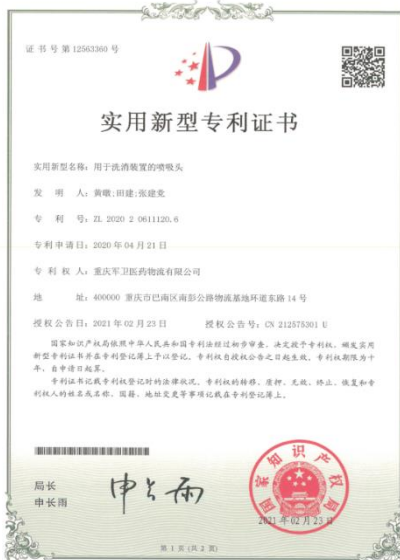 证书号第12563360号
实用新型专利证书
实用新型名称：用于洗消装置的喷吸头
发 明 人：黄暾;田建;张建竞
专 利 号：ZL 2020 2 0611120.6
专利申请日：2020年04月21日
专 利 权 人：重庆军卫医药物流有限公司
地 址：400000 重庆市巴南区南彭公路物流基地环道东路14号
授权公告日：2021年02月23日 授权公告号：CN 212575301 U
国家知识产权局依照中华人民共和国专利法经过初步审查，决定授予专利权，颁发实用
新型专利证书并在专利登记簿上予以登记。专利权自授权公告之日起生效。专利权期限为十
年，自申请日起算。
专利证书记载专利权登记时的法律状况。专利权的转移、质押、无效、终止、恢复和专
利权人的姓名或名称、国籍、地址变更等事项记载在专利登记簿上。
局长
申长雨
申长雨
国家知识产权局
2021年02月23日
第 1 页 (共 2 页)